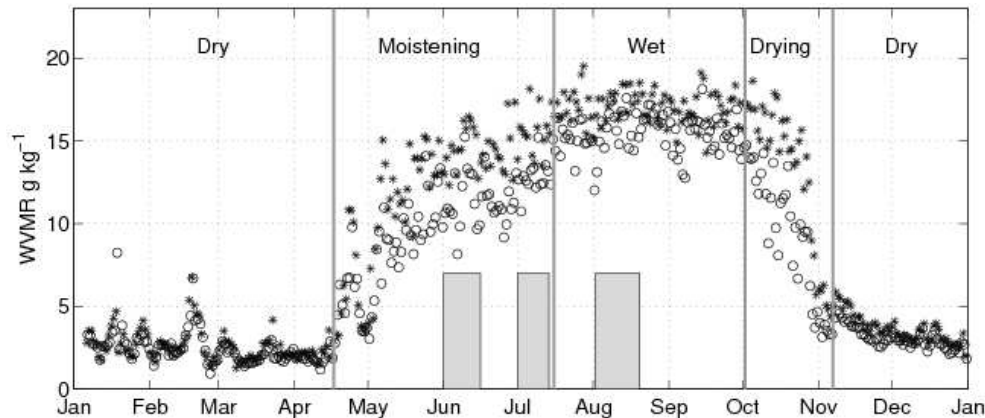 20
15
10
5
0
WVMR g kg⁻¹
Dry Moistening Wet Drying Dry
Jan Feb Mar Apr May Jun Jul Aug Sep Oct Nov Jan